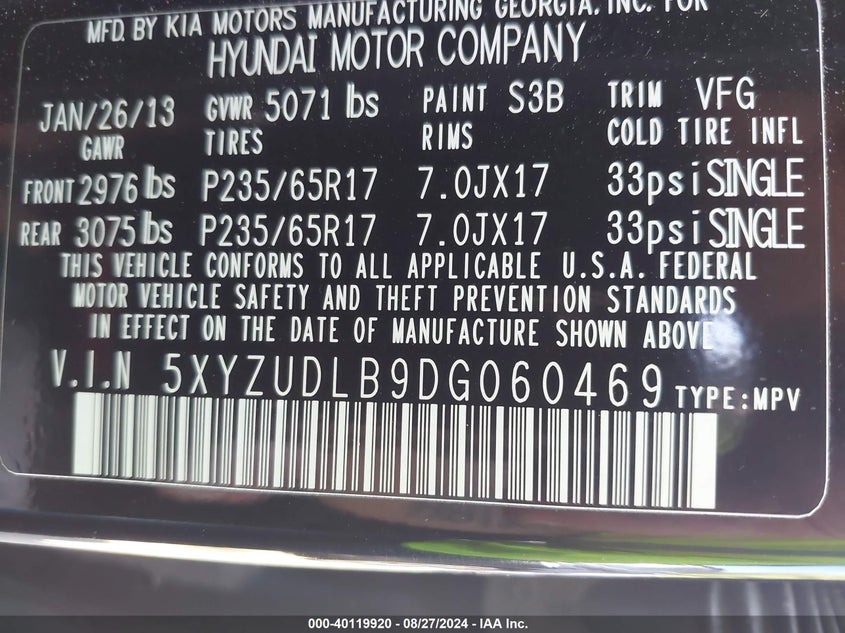 MFD. BY KIA MOTORS MANUFACTURING GEORGIA, INC. FOR
HYUNDAI MOTOR COMPANY
JAN/26/13 GVWR 5071 lbs PAINT S3B TRIM VFG
GAWR TIRES RIMS COLD TIRE INFL
FRONT 2976 lbs P235/65R17 7.0JX17 33psi SINGLE
REAR 3075 lbs P235/65R17 7.0JX17 33psi SINGLE
THIS VEHICLE CONFORMS TO ALL APPLICABLE U.S.A. FEDERAL
MOTOR VEHICLE SAFETY AND THEFT PREVENTION STANDARDS
IN EFFECT ON THE DATE OF MANUFACTURE SHOWN ABOVE
V.I.N 5XYZUDLB9DG060469 TYPE:MPV
000-40119920 - 08/27/2024 - IAA Inc.